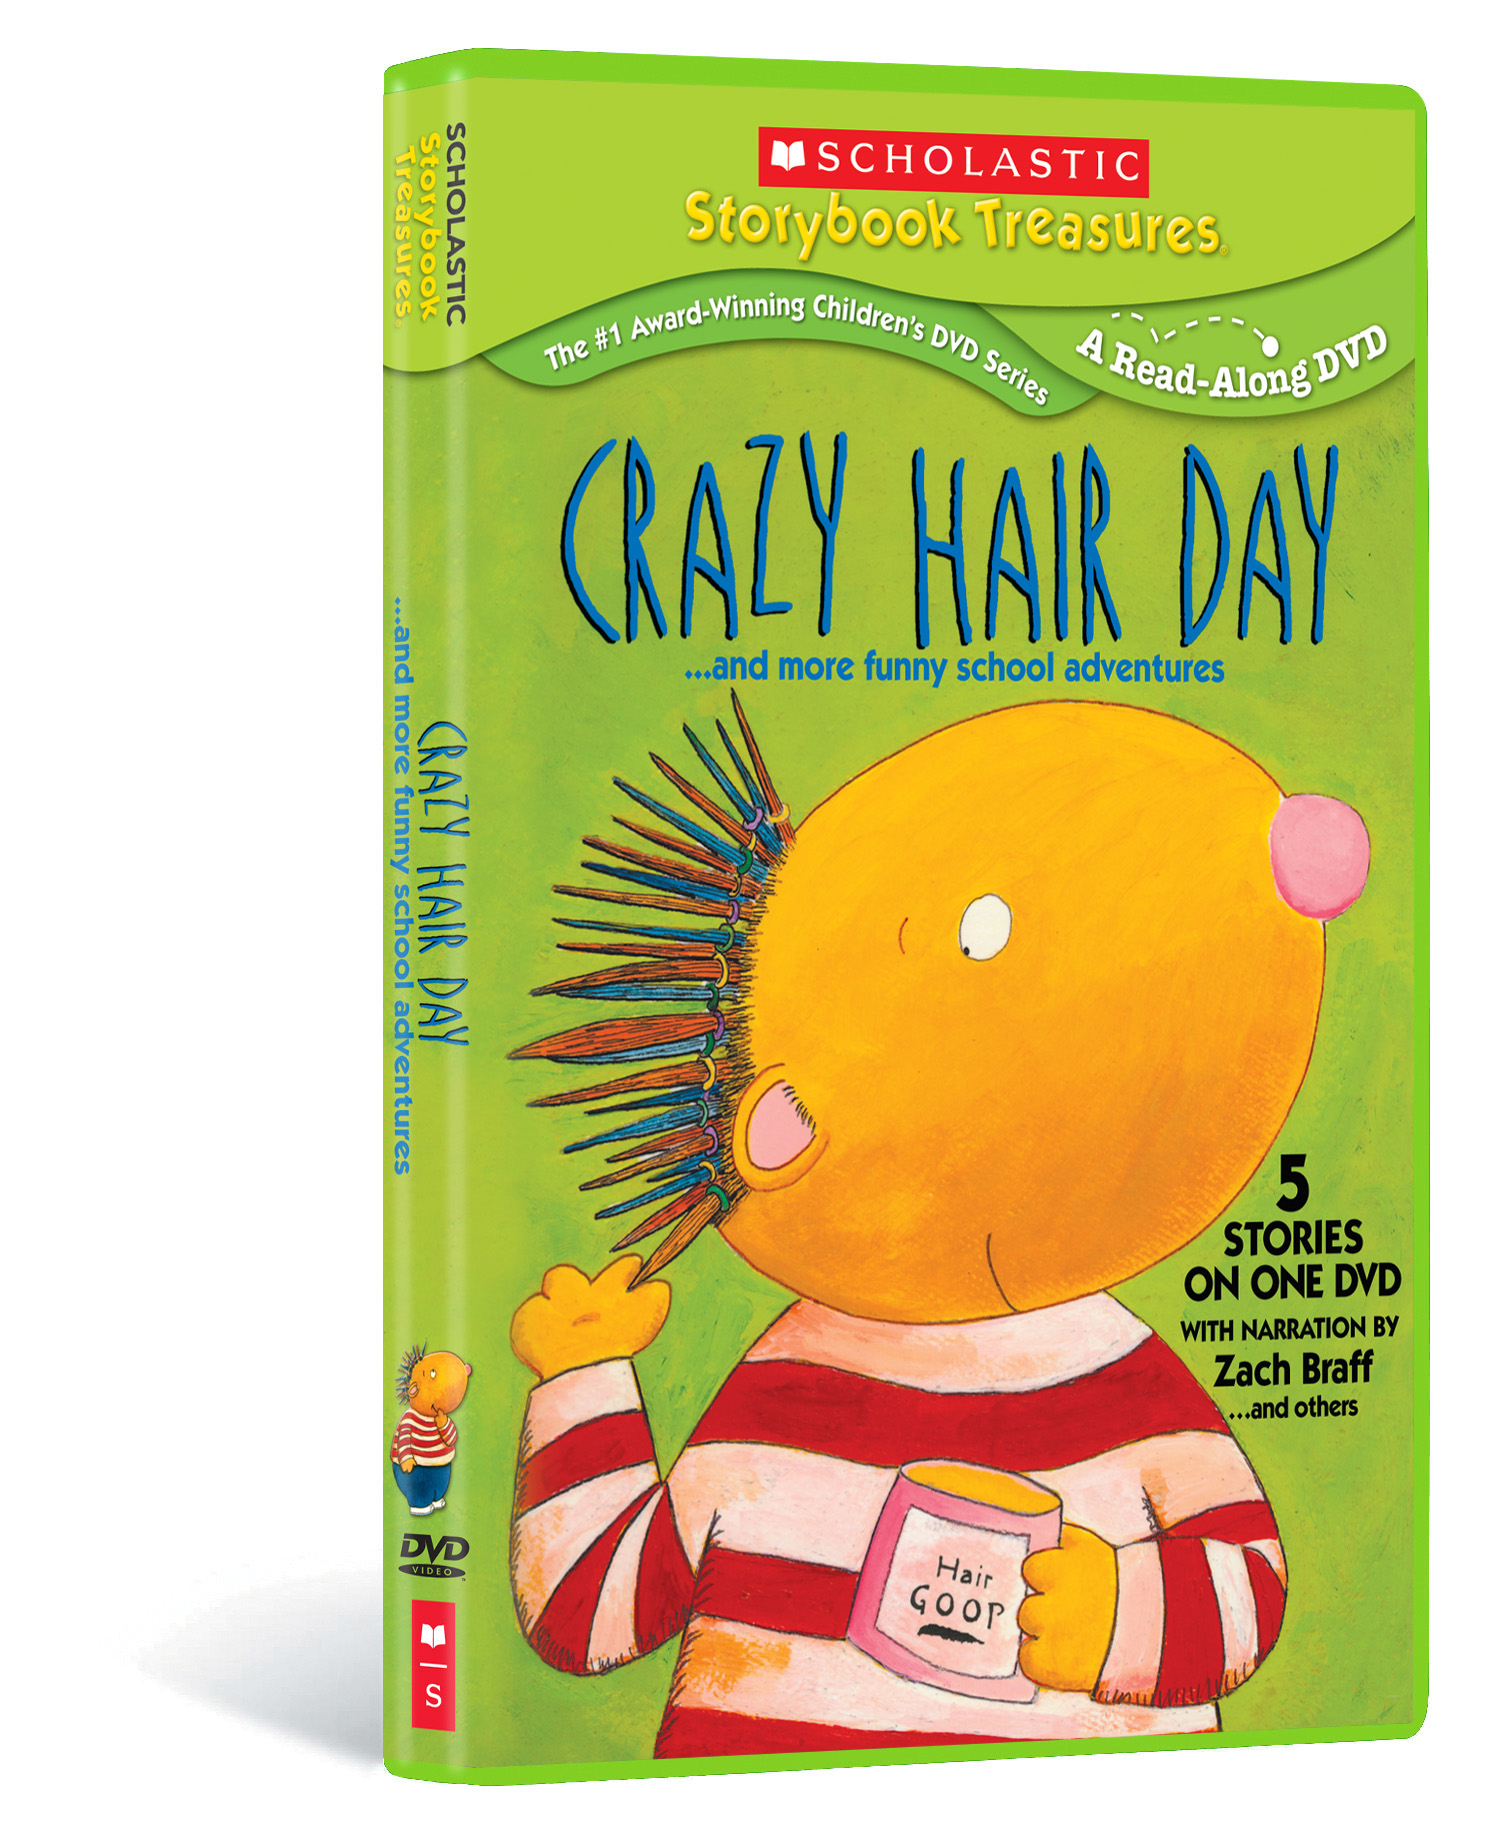 SCHOLASTIC
Storybook Treasures®
The #1 Award-Winning Children's DVD Series
A Read-Along DVD
CRAZY HAIR DAY
...and more funny school adventures
5
STORIES
ON ONE DVD
WITH NARRATION BY
Zach Braff
...and others
Hair
GOOP
SCHOLASTIC
Storybook
Treasures®
CRAZY HAIR DAY
...and more funny school adventures
DVD
VIDEO™
S